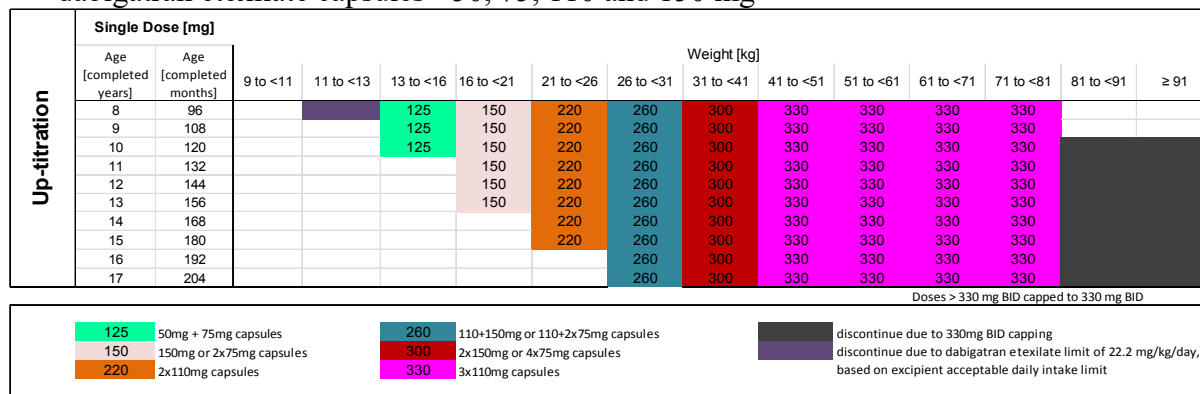 Single Dose [mg]
Up-titration
Age [completed years] Age [completed months] Weight [kg]
9 to <11 11 to <13 13 to <16 16 to <21 21 to <26 26 to <31 31 to <41 41 to <51 51 to <61 61 to <71 71 to <81 81 to <91 ≥ 91
8 96 125 150 220 260 300 330 330 330 330
9 108 125 150 220 260 300 330 330 330 330
10 120 125 150 220 260 300 330 330 330 330
11 132 150 220 260 300 330 330 330 330
12 144 150 220 260 300 330 330 330 330
13 156 150 220 260 300 330 330 330 330
14 168 220 260 300 330 330 330 330
15 180 220 260 300 330 330 330 330
16 192 260 300 330 330 330 330
17 204 260 300 330 330 330 330
Doses > 330 mg BID capped to 330 mg BID
125 50mg + 75mg capsules 260 110+150mg or 110+2x75mg capsules discontinue due to 330mg BID capping
150 150mg or 2x75mg capsules 300 2x150mg or 4x75mg capsules discontinue due to dabigatran etexilate limit of 22.2 mg/kg/day,
220 2x110mg capsules 330 3x110mg capsules based on excipient acceptable daily intake limit